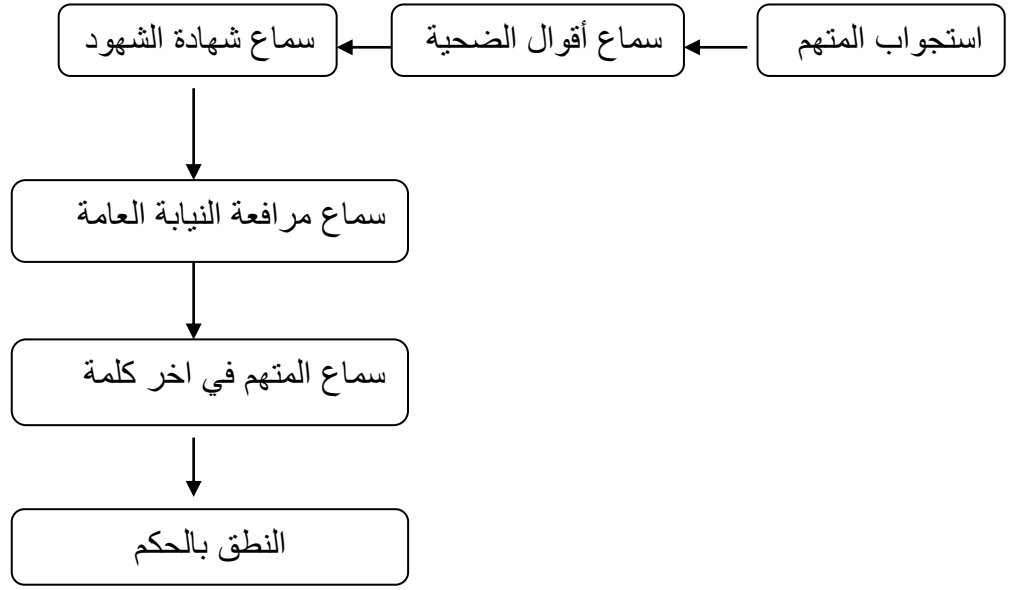 استجواب المتهم
سماع أقوال الضحية
سماع شهادة الشهود
سماع مرافعة النيابة العامة
سماع المتهم في اخر كلمة
النطق بالحكم